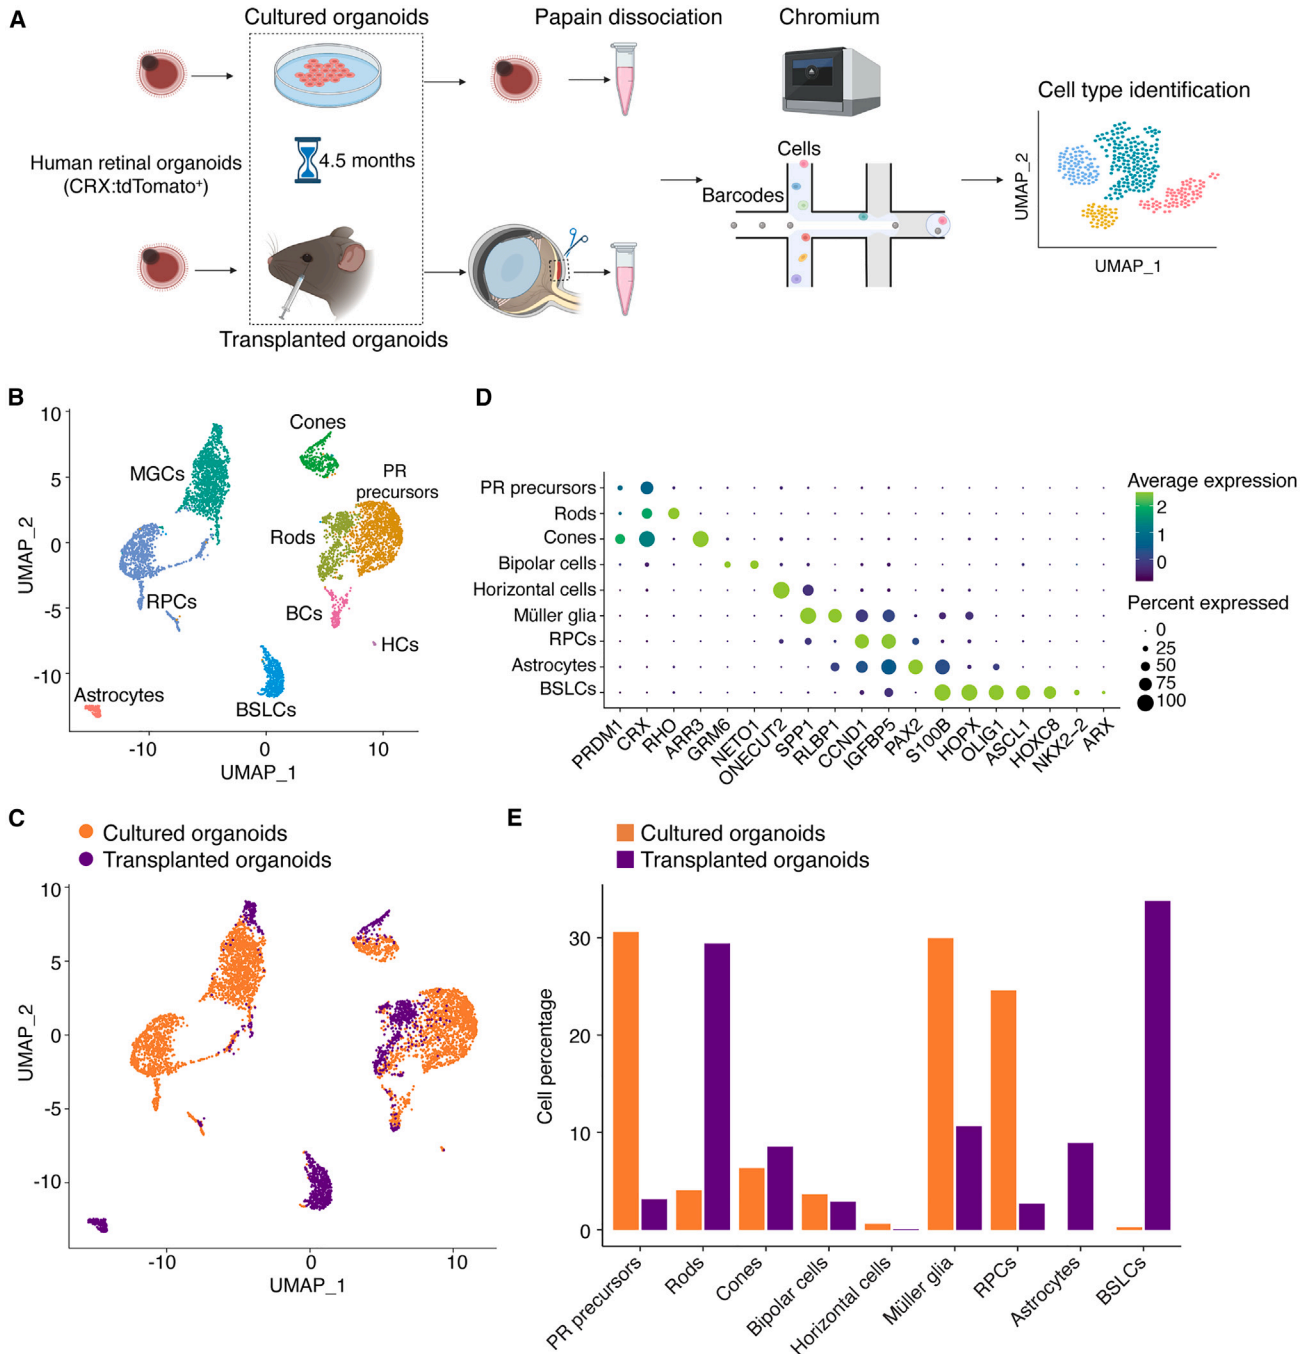 A
Cultured organoids
Papain dissociation
Chromium
Cell type identification
Human retinal organoids
(CRX:tdTomato⁺)
4.5 months
Cells
Barcodes
UMAP_2
UMAP_1
Transplanted organoids
B
10
5
0
-5
-10
UMAP_2
-10
0
10
UMAP_1
MGCs
Cones
PR
precursors
Rods
RPCs
BCs
HCs
BSLCs
Astrocytes
D
PR precursors
Rods
Cones
Bipolar cells
Horizontal cells
Müller glia
RPCs
Astrocytes
BSLCs
PRDM1
CRX
RHO
ARR3
GRM6
NETO1
ONECUT2
SPP1
RLBP1
CCND1
IGFBP5
PAX2
S100B
HOPX
OLIG1
ASCL1
HOXC8
NKX2-2
ARX
Average expression
2
1
0
Percent expressed
0
25
50
75
100
C
Cultured organoids
Transplanted organoids
10
5
0
-5
-10
UMAP_2
-10
0
10
UMAP_1
E
Cultured organoids
Transplanted organoids
Cell percentage
30
20
10
0
PR precursors
Rods
Cones
Bipolar cells
Horizontal cells
Müller glia
RPCs
Astrocytes
BSLCs